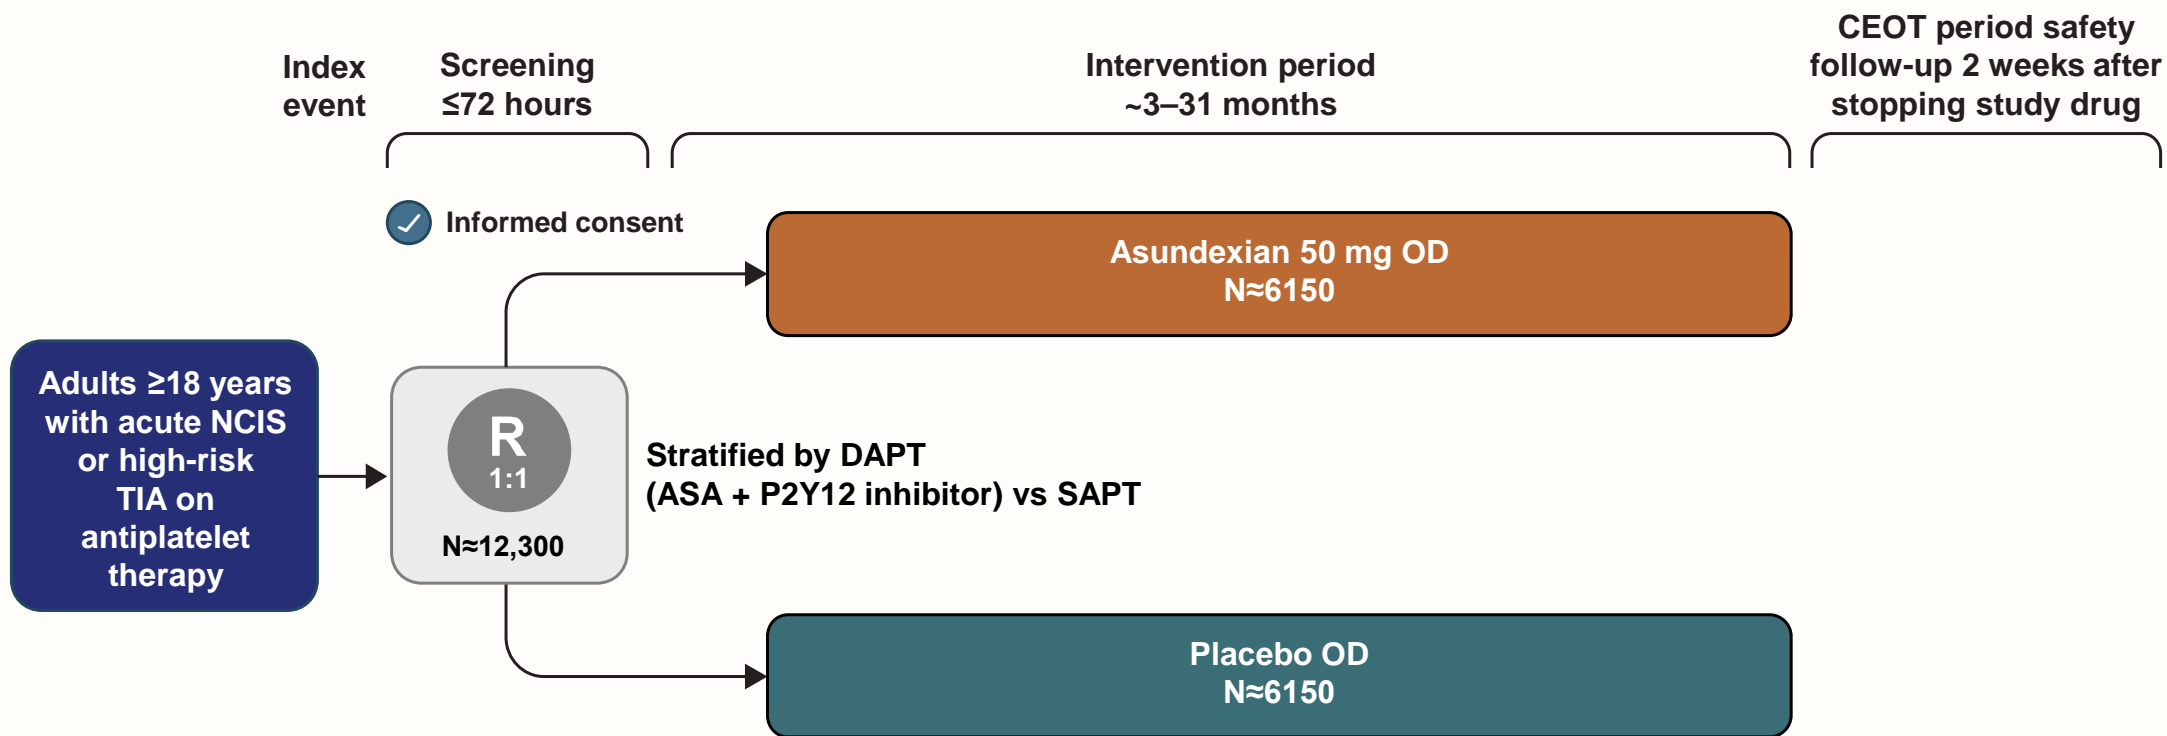 Index
event
Screening
≤72 hours
Intervention period
~3–31 months
CEOT period safety
follow-up 2 weeks after
stopping study drug
Informed consent
Asundexian 50 mg OD
N≈6150
Adults ≥18 years
with acute NCIS
or high-risk
TIA on
antiplatelet
therapy
R
1:1
N≈12,300
Stratified by DAPT
(ASA + P2Y12 inhibitor) vs SAPT
Placebo OD
N≈6150